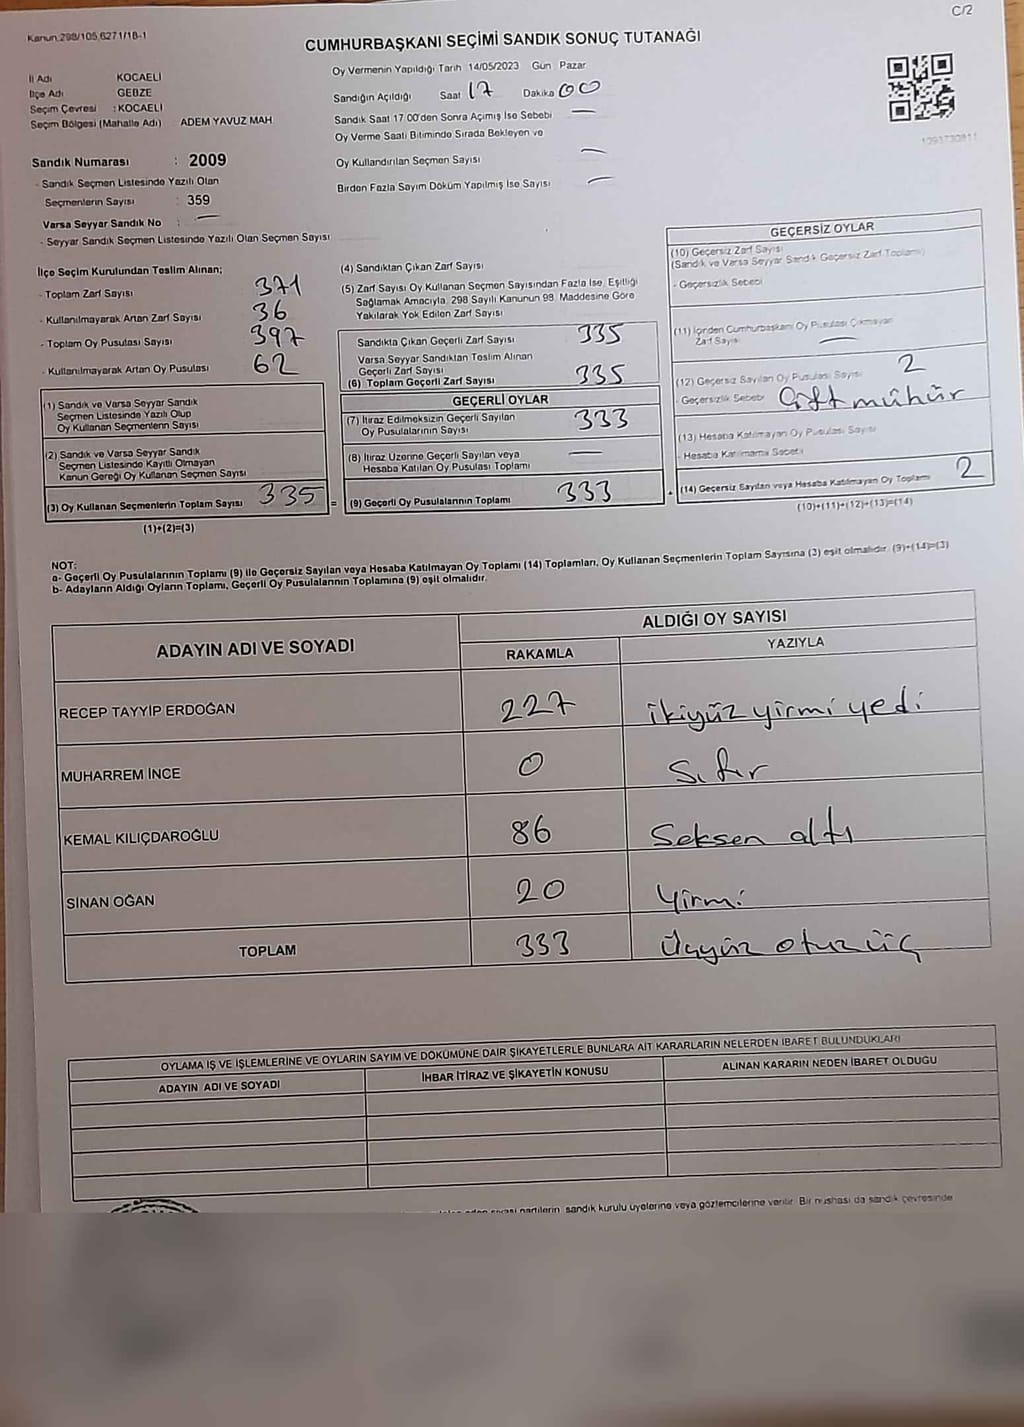 C/2
Kanun 298/105,6271/18-1
CUMHURBAŞKANI SEÇİMİ SANDIK SONUÇ TUTANAĞI
İl Adı KOCAELİ
İlçe Adı GEBZE
Seçim Çevresi : KOCAELİ
Seçim Bölgesi (Mahalle Adı) ADEM YAVUZ MAH.
Sandık Numarası : 2009
- Sandık Seçmen Listesinde Yazılı Olan
Seçmenlerin Sayısı : 359
Varsa Seyyar Sandık No : —
- Seyyar Sandık Seçmen Listesinde Yazılı Olan Seçmen Sayısı
Oy Vermenin Yapıldığı Tarih 14/05/2023 Gün Pazar
Sandığın Açıldığı Saat 17 Dakika 00
Sandık Saat 17:00'den Sonra Açımış İse Sebebi —
Oy Verme Saati Bitiminde Sırada Bekleyen ve
Oy Kullandırılan Seçmen Sayısı —
Birden Fazla Sayım Döküm Yapılmış İse Sayısı —
1093730811
İlçe Seçim Kurulundan Teslim Alınan;
- Toplam Zarf Sayısı 371
- Kullanılmayarak Artan Zarf Sayısı 36
- Toplam Oy Pusulası Sayısı 397
- Kullanılmayarak Artan Oy Pusulası 62
(1) Sandık ve Varsa Seyyar Sandık
Seçmen Listesinde Yazılı Olup
Oy Kullanan Seçmenlerin Sayısı
(2) Sandık ve Varsa Seyyar Sandık
Seçmen Listesinde Kayıtlı Olmayan
Kanun Gereği Oy Kullanan Seçmen Sayısı
(3) Oy Kullanan Seçmenlerin Toplam Sayısı 335
(1)+(2)=(3)
(4) Sandıktan Çıkan Zarf Sayısı
(5) Zarf Sayısı Oy Kullanan Seçmen Sayısından Fazla İse, Eşitliği
Sağlamak Amacıyla, 298 Sayılı Kanunun 98. Maddesine Göre
Yakılarak Yok Edilen Zarf Sayısı
Sandıkta Çıkan Geçerli Zarf Sayısı 335
Varsa Seyyar Sandıktan Teslim Alınan
Geçerli Zarf Sayısı
(6) Toplam Geçerli Zarf Sayısı 335
GEÇERLİ OYLAR
(7) İtiraz Edilmeksizin Geçerli Sayılan
Oy Pusulalarının Sayısı 333
(8) İtiraz Üzerine Geçerli Sayılan veya
Hesaba Katılan Oy Pusulası Toplamı —
= (9) Geçerli Oy Pusulalarının Toplamı 333
GEÇERSİZ OYLAR
(10) Geçersiz Zarf Sayısı
(Sandık ve Varsa Seyyar Sandık Geçersiz Zarf Toplamı)
- Geçersizlik Sebebi
(11) İçinden Cumhurbaşkanı Oy Pusulası Çıkmayan
Zarf Sayısı —
(12) Geçersiz Sayılan Oy Pusulası Sayısı 2
- Geçersizlik Sebebi Çift mühür
(13) Hesaba Katılmayan Oy Pusulası Sayısı
- Hesaba Katılmama Sebebi
+ (14) Geçersiz Sayılan veya Hesaba Katılmayan Oy Toplamı 2
(10)+(11)+(12)+(13)=(14)
NOT:
a- Geçerli Oy Pusulalarının Toplamı (9) ile Geçersiz Sayılan veya Hesaba Katılmayan Oy Toplamı (14) Toplamları, Oy Kullanan Seçmenlerin Toplam Sayısına (3) eşit olmalıdır. (9)+(14)=(3)
b- Adayların Aldığı Oyların Toplamı, Geçerli Oy Pusulalarının Toplamına (9) eşit olmalıdır.
ADAYIN ADI VE SOYADI
ALDIĞI OY SAYISI
RAKAMLA YAZIYLA
RECEP TAYYİP ERDOĞAN 227 ikiyüz yirmi yedi
MUHARREM İNCE 0 Sıfır
KEMAL KILIÇDAROĞLU 86 Seksen altı
SİNAN OĞAN 20 Yirmi
TOPLAM 333 Üçyüz otuz üç
OYLAMA İŞ VE İŞLEMLERİNE VE OYLARIN SAYIM VE DÖKÜMÜNE DAİR ŞİKAYETLERLE BUNLARA AİT KARARLARIN NELERDEN İBARET BULUNDUKLARI
ADAYIN ADI VE SOYADI İHBAR İTİRAZ VE ŞİKAYETİN KONUSU ALINAN KARARIN NEDEN İBARET OLDUĞU
siyasi partilerin, sandık kurulu üyelerine veya gözlemcilerine verilir. Bir nüshası da sandık çevresinde